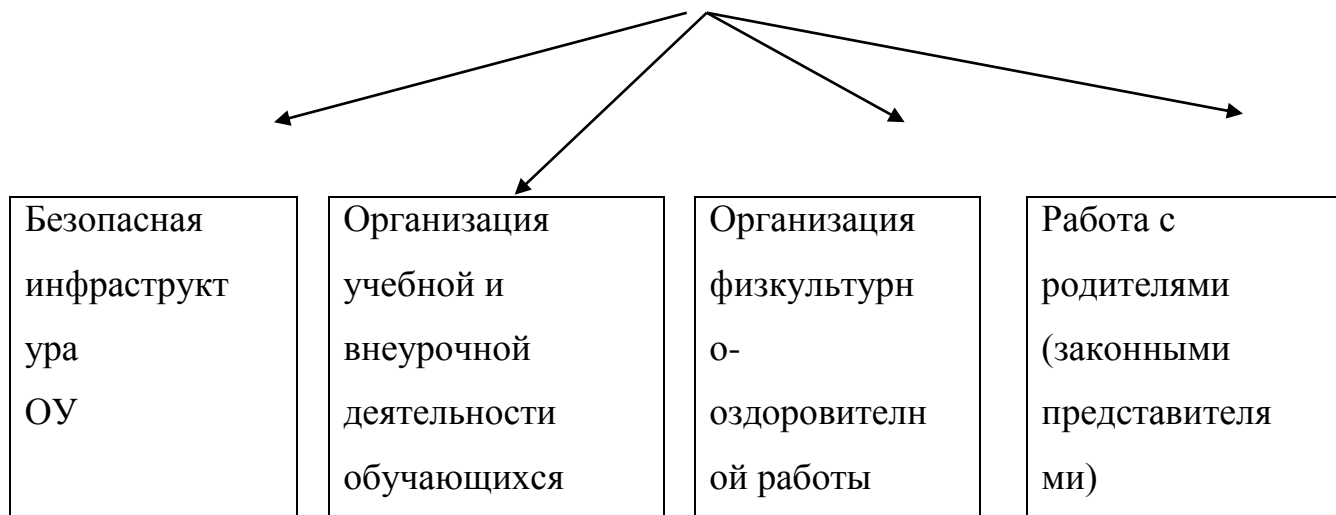 Безопасная
инфраструкт
ура
ОУ
Организация
учебной и
внеурочной
деятельности
обучающихся
Организация
физкультурн
о-
оздоровителн
ой работы
Работа с
родителями
(законными
представителя
ми)